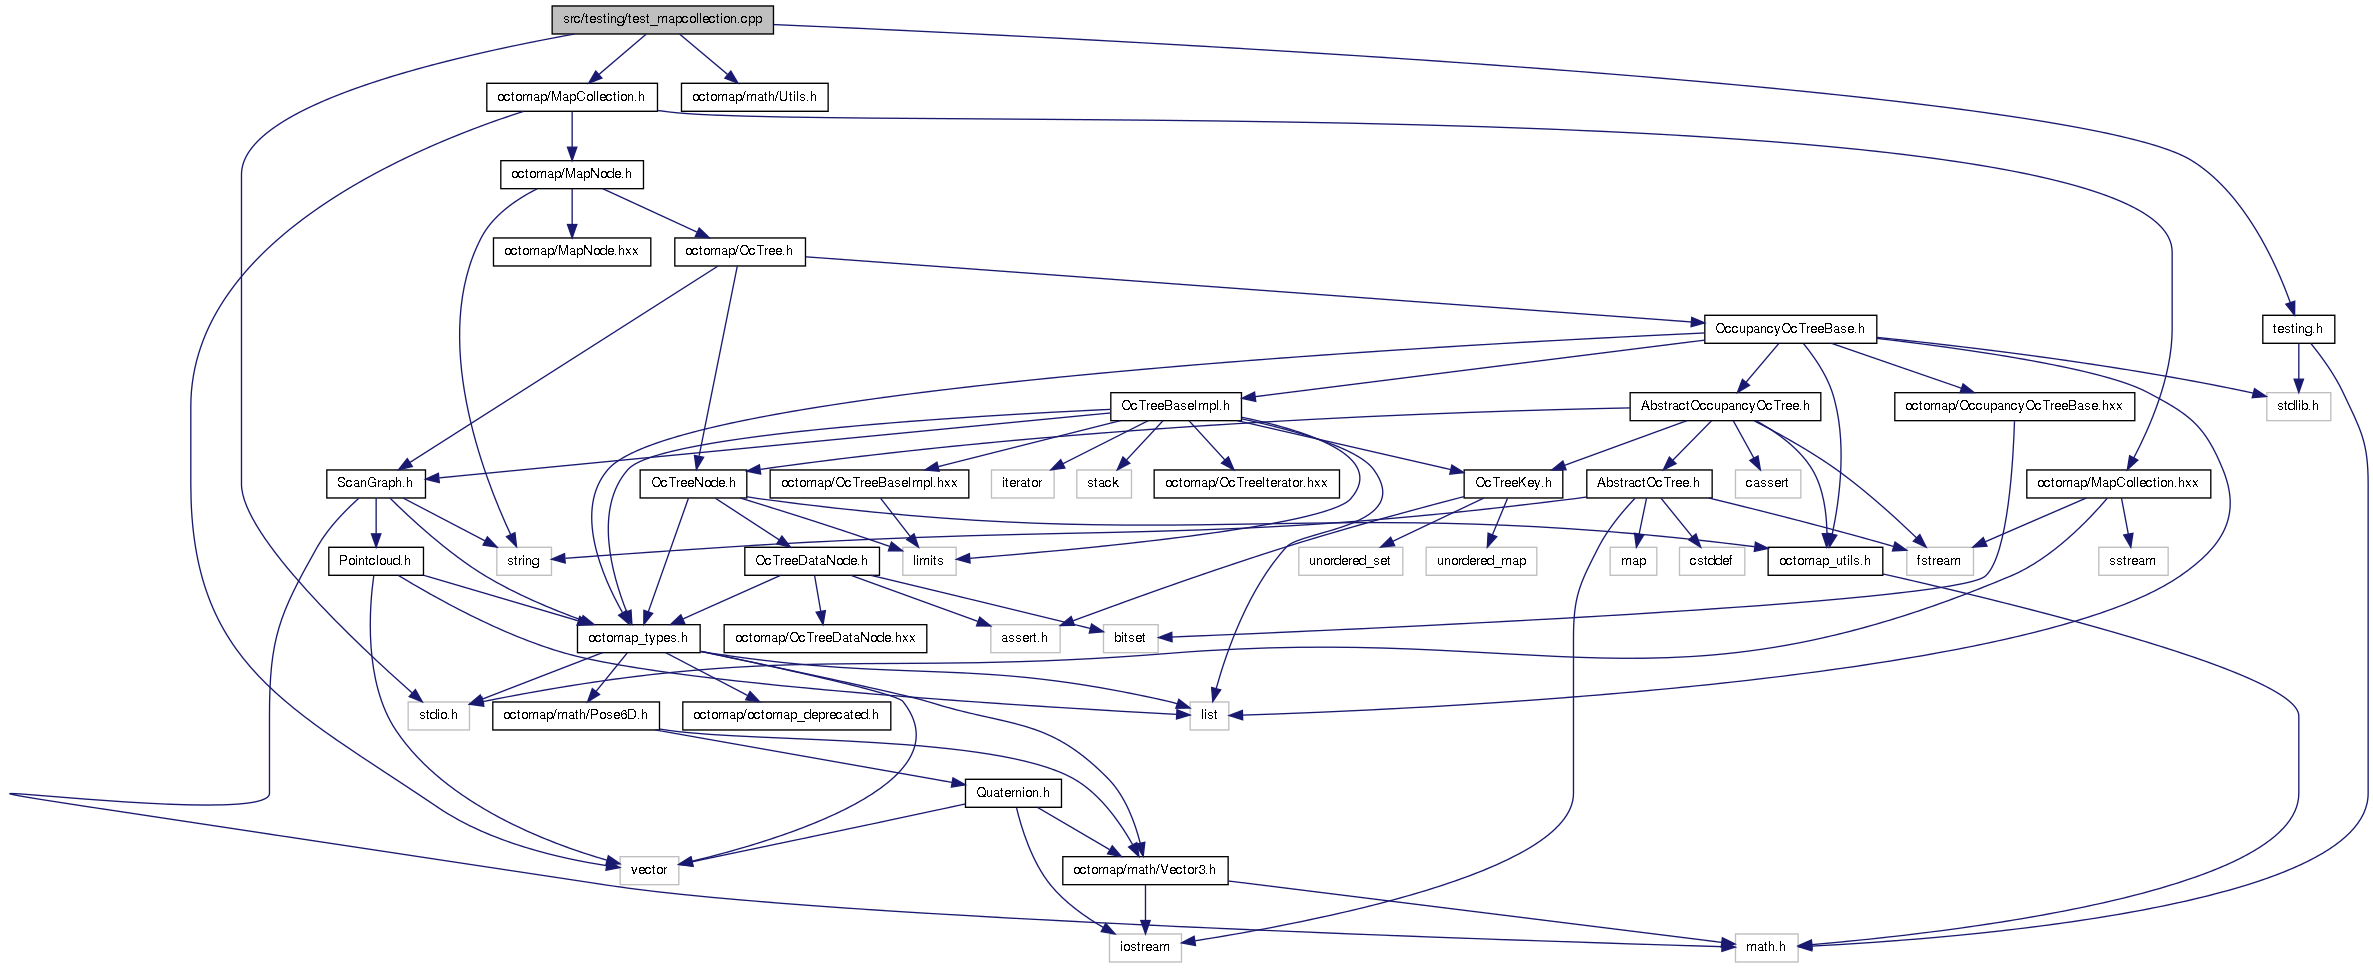 src/testing/test_mapcollection.cpp
octomap/MapCollection.h
octomap/math/Utils.h
octomap/MapNode.h
octomap/MapNode.hxx
octomap/OcTree.h
OccupancyOcTreeBase.h
testing.h
OcTreeBaseImpl.h
AbstractOccupancyOcTree.h
octomap/OccupancyOcTreeBase.hxx
stdlib.h
ScanGraph.h
OcTreeNode.h
octomap/OcTreeBaseImpl.hxx
iterator
stack
octomap/OcTreeIterator.hxx
OcTreeKey.h
AbstractOcTree.h
cassert
octomap/MapCollection.hxx
Pointcloud.h
string
OcTreeDataNode.h
limits
unordered_set
unordered_map
map
cstddef
octomap_utils.h
fstream
sstream
octomap_types.h
octomap/OcTreeDataNode.hxx
assert.h
bitset
stdio.h
octomap/math/Pose6D.h
octomap/octomap_deprecated.h
list
Quaternion.h
vector
octomap/math/Vector3.h
iostream
math.h